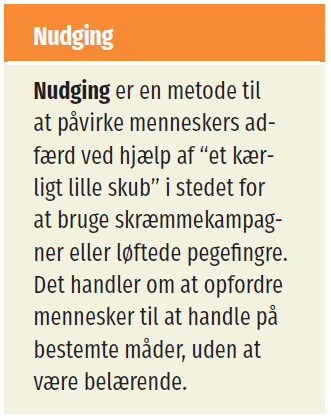 Nudging
Nudging er en metode til
at påvirke menneskers ad-
færd ved hjælp af “et kær-
ligt lille skub” i stedet for
at bruge skræmmekampag-
ner eller løftede pegefingre.
Det handler om at opfordre
mennesker til at handle på
bestemte måder, uden at
være belærende.